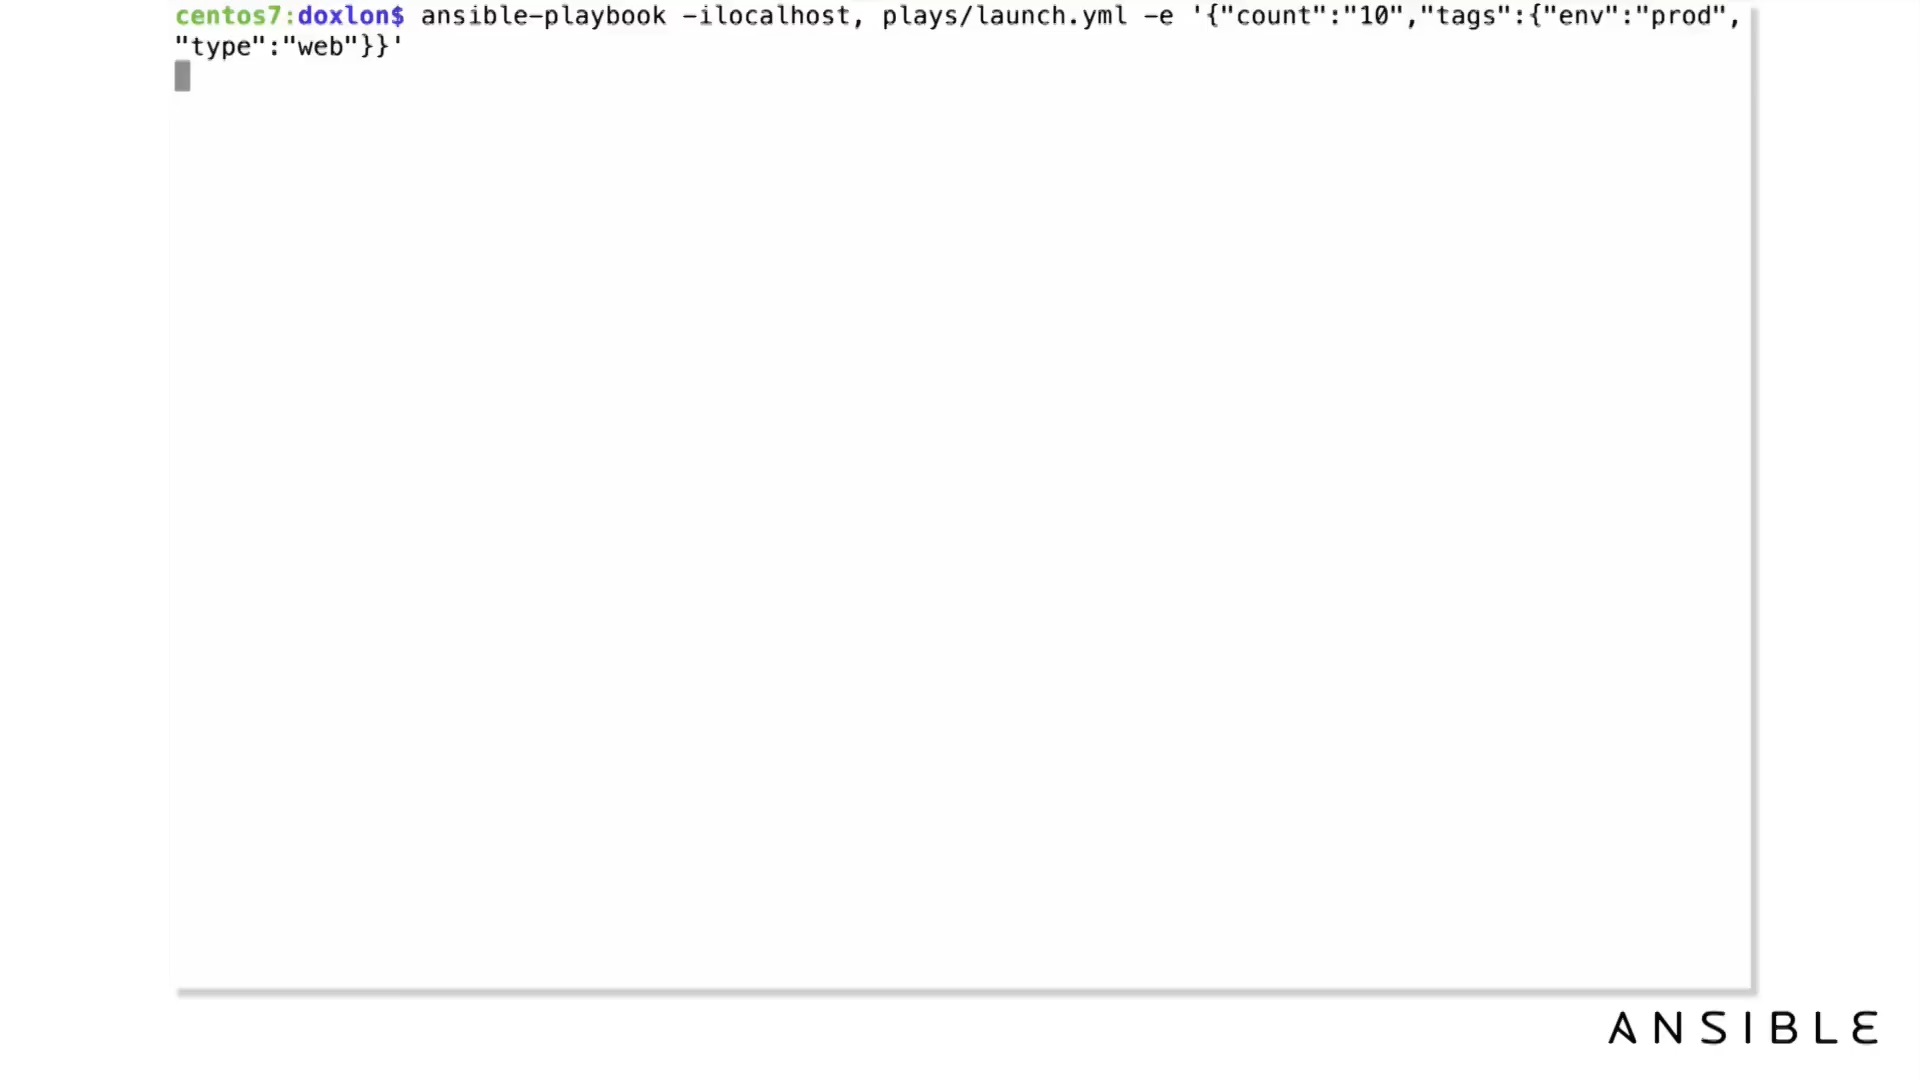 centos7:doxlon$ ansible-playbook -ilocalhost, plays/launch.yml -e '{"count":"10","tags":{"env":"prod",
"type":"web"}}'
ANSIBLE